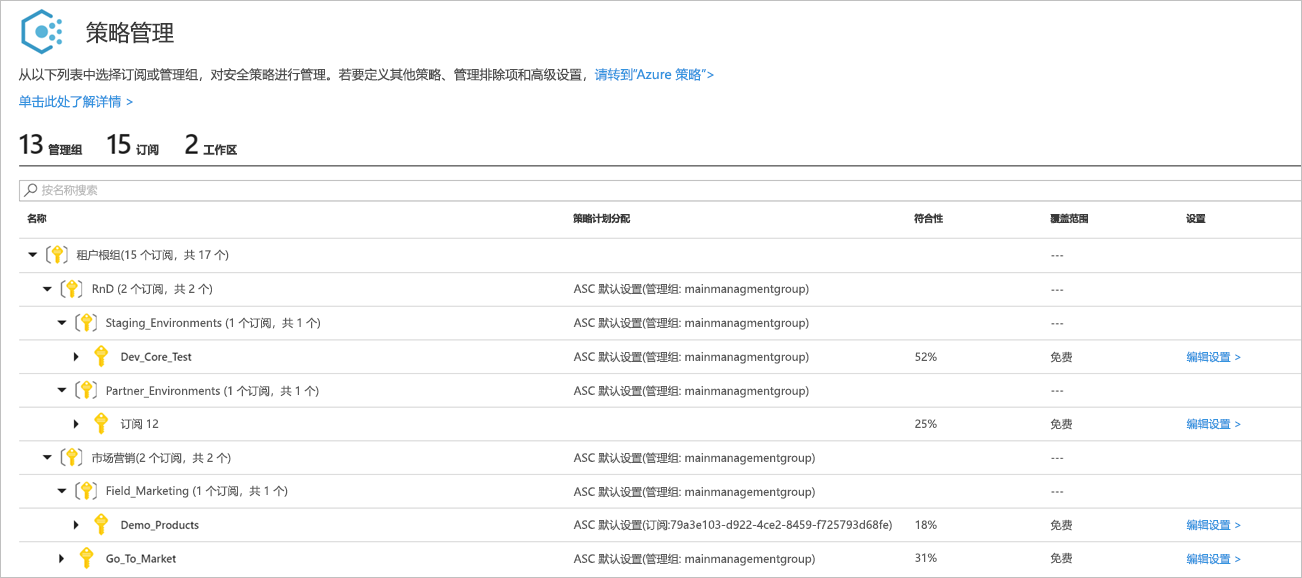 策略管理
从以下列表中选择订阅或管理组，对安全策略进行管理。若要定义其他策略、管理排除项和高级设置，请转到“Azure 策略”>
单击此处了解详情 >
13 管理组 15 订阅 2 工作区
按名称搜索
名称 策略计划分配 符合性 覆盖范围 设置
租户根组(15 个订阅，共 17 个) ---
RnD (2 个订阅，共 2 个) ASC 默认设置(管理组: mainmanagmentgroup) ---
Staging_Environments (1 个订阅，共 1 个) ASC 默认设置(管理组: mainmanagmentgroup) ---
Dev_Core_Test ASC 默认设置(管理组: mainmanagmentgroup) 52% 免费 编辑设置 >
Partner_Environments (1 个订阅，共 1 个) ASC 默认设置(管理组: mainmanagmentgroup) ---
订阅 12 25% 免费 编辑设置 >
市场营销(2 个订阅，共 2 个) ASC 默认设置(管理组: mainmanagementgroup) ---
Field_Marketing (1 个订阅，共 1 个) ASC 默认设置(管理组: mainmanagementgroup) ---
Demo_Products ASC 默认设置(订阅:79a3e103-d922-4ce2-8459-f725793d68fe) 18% 免费 编辑设置 >
Go_To_Market ASC 默认设置(管理组: mainmanagementgroup) 31% 免费 编辑设置 >